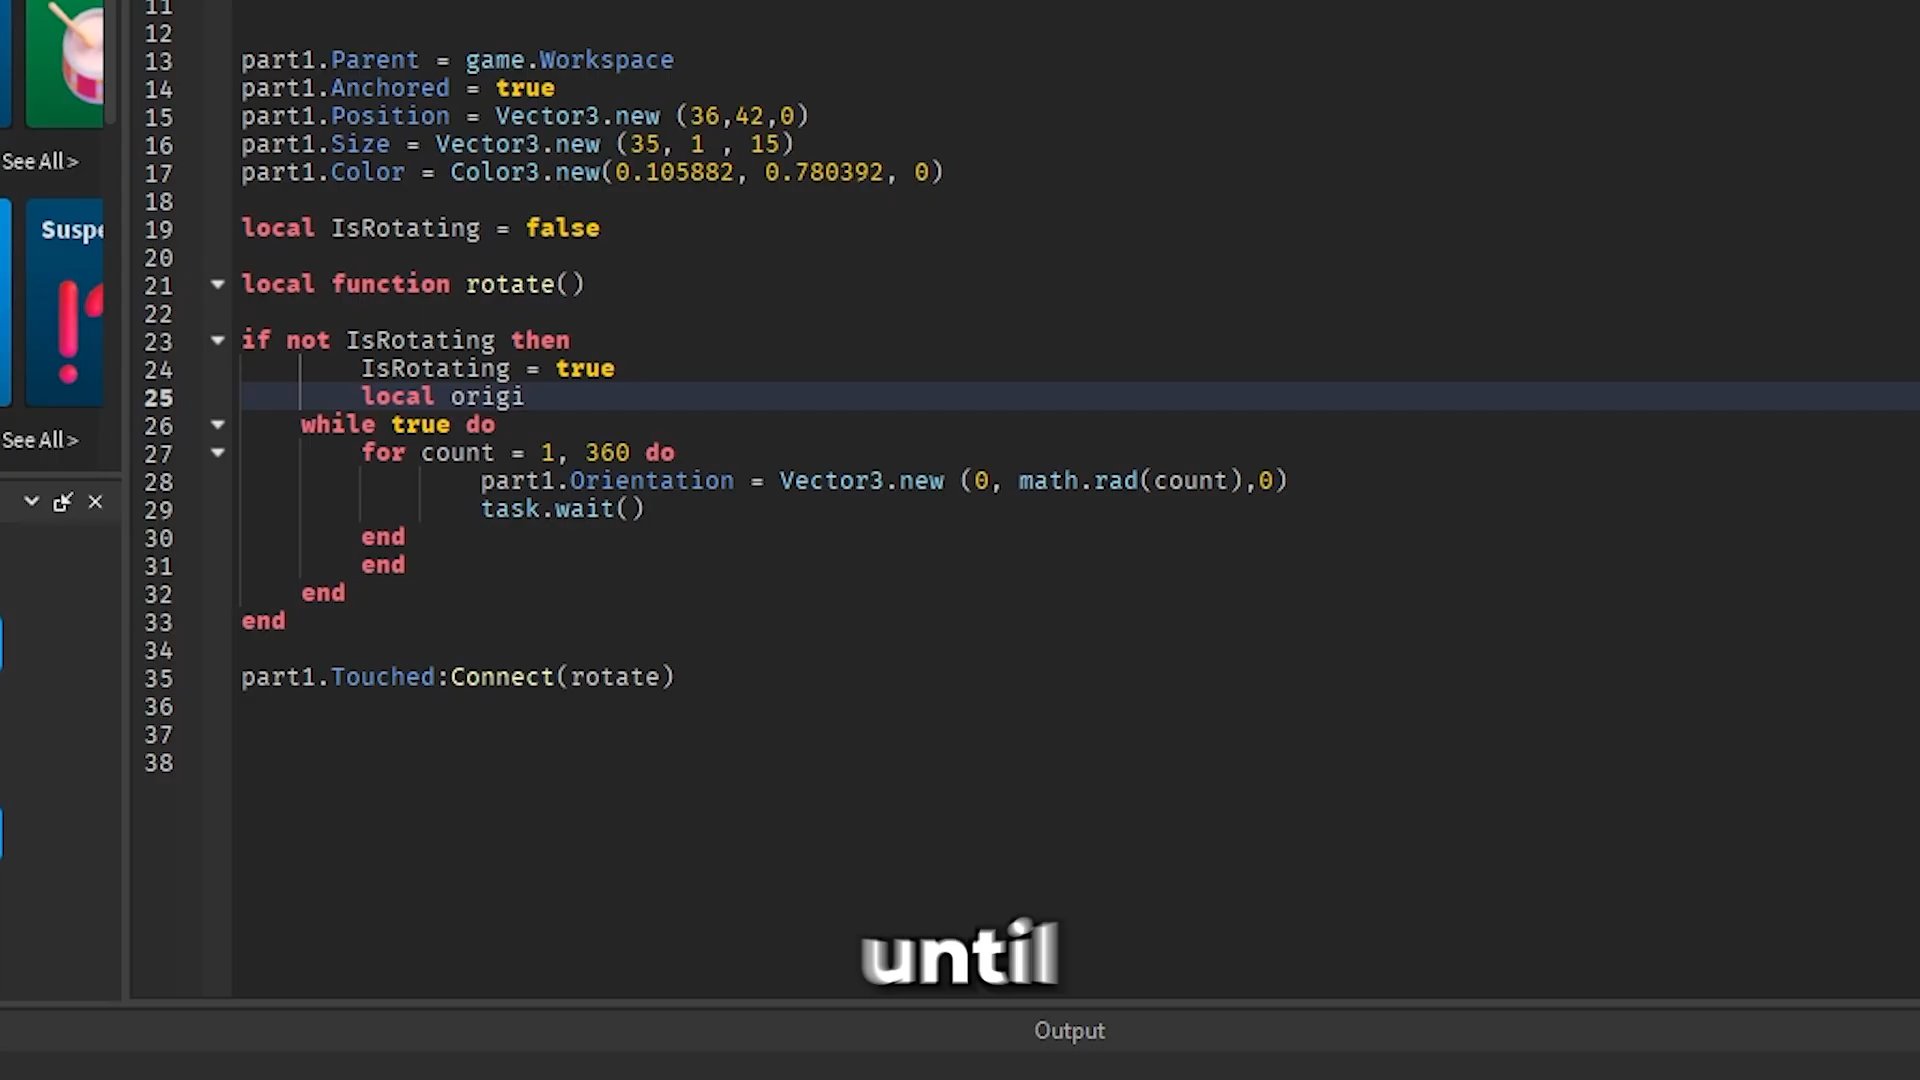 11
12
13 part1.Parent = game.Workspace
14 part1.Anchored = true
15 part1.Position = Vector3.new (36,42,0)
16 part1.Size = Vector3.new (35, 1 , 15)
17 part1.Color = Color3.new(0.105882, 0.780392, 0)
18
19 local IsRotating = false
20
21 local function rotate()
22
23 if not IsRotating then
24 IsRotating = true
25 local origi
26 while true do
27 for count = 1, 360 do
28 part1.Orientation = Vector3.new (0, math.rad(count),0)
29 task.wait()
30 end
31 end
32 end
33 end
34
35 part1.Touched:Connect(rotate)
36
37
38
See All >
Suspe
See All >
until
Output